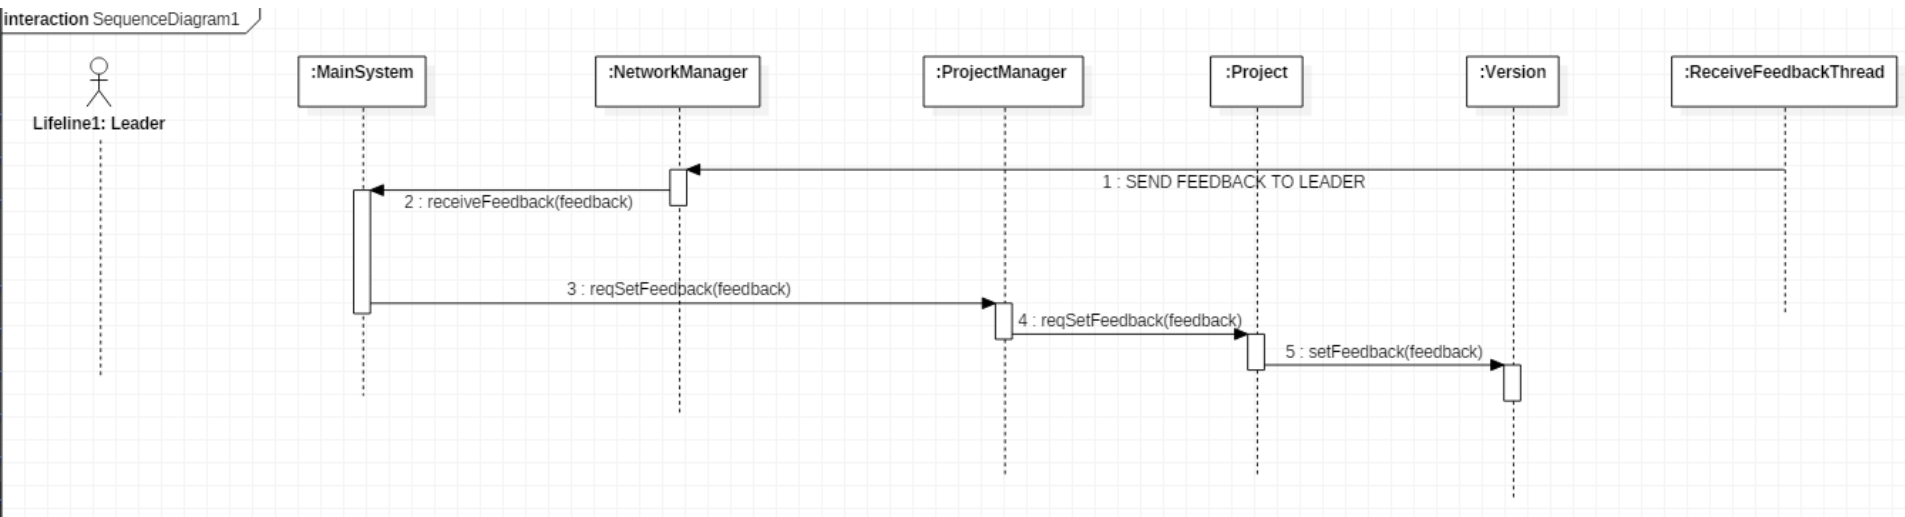 interaction SequenceDiagram1
:MainSystem
:NetworkManager
:ProjectManager
:Project
:Version
:ReceiveFeedbackThread
Lifeline1: Leader
1 : SEND FEEDBACK TO LEADER
2 : receiveFeedback(feedback)
3 : reqSetFeedback(feedback)
4 : reqSetFeedback(feedback)
5 : setFeedback(feedback)